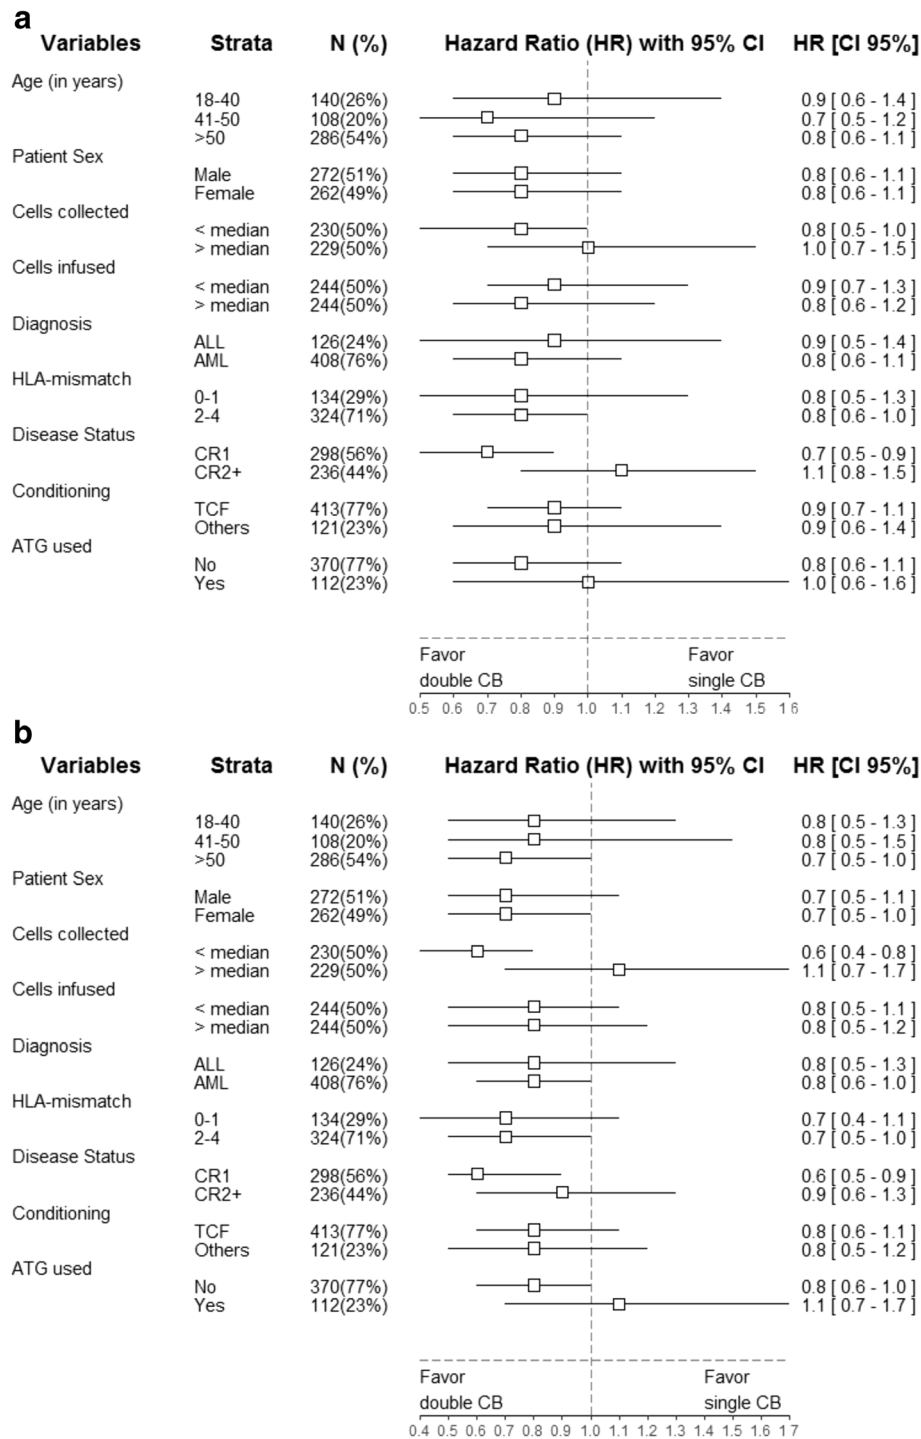 a
Variables Strata N (%) Hazard Ratio (HR) with 95% CI HR [CI 95%]
Age (in years)
18-40 140(26%) 0.9 [ 0.6 - 1.4 ]
41-50 108(20%) 0.7 [ 0.5 - 1.2 ]
>50 286(54%) 0.8 [ 0.6 - 1.1 ]
Patient Sex
Male 272(51%) 0.8 [ 0.6 - 1.1 ]
Female 262(49%) 0.8 [ 0.6 - 1.1 ]
Cells collected
< median 230(50%) 0.8 [ 0.5 - 1.0 ]
> median 229(50%) 1.0 [ 0.7 - 1.5 ]
Cells infused
< median 244(50%) 0.9 [ 0.7 - 1.3 ]
> median 244(50%) 0.8 [ 0.6 - 1.2 ]
Diagnosis
ALL 126(24%) 0.9 [ 0.5 - 1.4 ]
AML 408(76%) 0.8 [ 0.6 - 1.1 ]
HLA-mismatch
0-1 134(29%) 0.8 [ 0.5 - 1.3 ]
2-4 324(71%) 0.8 [ 0.6 - 1.0 ]
Disease Status
CR1 298(56%) 0.7 [ 0.5 - 0.9 ]
CR2+ 236(44%) 1.1 [ 0.8 - 1.5 ]
Conditioning
TCF 413(77%) 0.9 [ 0.7 - 1.1 ]
Others 121(23%) 0.9 [ 0.6 - 1.4 ]
ATG used
No 370(77%) 0.8 [ 0.6 - 1.1 ]
Yes 112(23%) 1.0 [ 0.6 - 1.6 ]
Favor Favor
double CB single CB
0.5 0.6 0.7 0.8 0.9 1.0 1.1 1.2 1.3 1.4 1.5 1.6
b
Variables Strata N (%) Hazard Ratio (HR) with 95% CI HR [CI 95%]
Age (in years)
18-40 140(26%) 0.8 [ 0.5 - 1.3 ]
41-50 108(20%) 0.8 [ 0.5 - 1.5 ]
>50 286(54%) 0.7 [ 0.5 - 1.0 ]
Patient Sex
Male 272(51%) 0.7 [ 0.5 - 1.1 ]
Female 262(49%) 0.7 [ 0.5 - 1.0 ]
Cells collected
< median 230(50%) 0.6 [ 0.4 - 0.8 ]
> median 229(50%) 1.1 [ 0.7 - 1.7 ]
Cells infused
< median 244(50%) 0.8 [ 0.5 - 1.1 ]
> median 244(50%) 0.8 [ 0.5 - 1.2 ]
Diagnosis
ALL 126(24%) 0.8 [ 0.5 - 1.3 ]
AML 408(76%) 0.8 [ 0.6 - 1.0 ]
HLA-mismatch
0-1 134(29%) 0.7 [ 0.4 - 1.1 ]
2-4 324(71%) 0.7 [ 0.5 - 1.0 ]
Disease Status
CR1 298(56%) 0.6 [ 0.5 - 0.9 ]
CR2+ 236(44%) 0.9 [ 0.6 - 1.3 ]
Conditioning
TCF 413(77%) 0.8 [ 0.6 - 1.1 ]
Others 121(23%) 0.8 [ 0.5 - 1.2 ]
ATG used
No 370(77%) 0.8 [ 0.6 - 1.0 ]
Yes 112(23%) 1.1 [ 0.7 - 1.7 ]
Favor Favor
double CB single CB
0.4 0.5 0.6 0.7 0.8 0.9 1.0 1.1 1.2 1.3 1.4 1.5 1.6 1.7